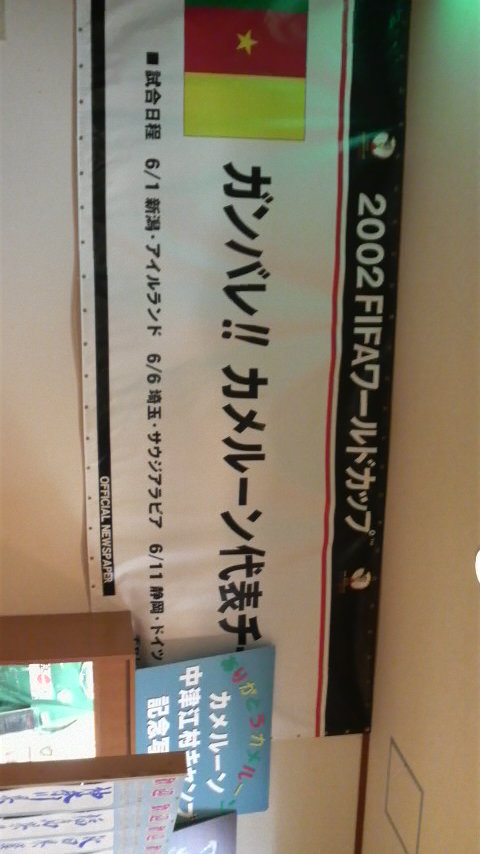 2002 FIFAワールドカップ™
ガンバレ!! カメルーン代表チ
■ 試合日程 6/1 新潟・アイルランド 6/6 埼玉・サウジアラビア 6/11 静岡・ドイツ
OFFICIAL NEWSPAPER
ありがとうカメルーン
カメルーン
中津江村キャン
記念